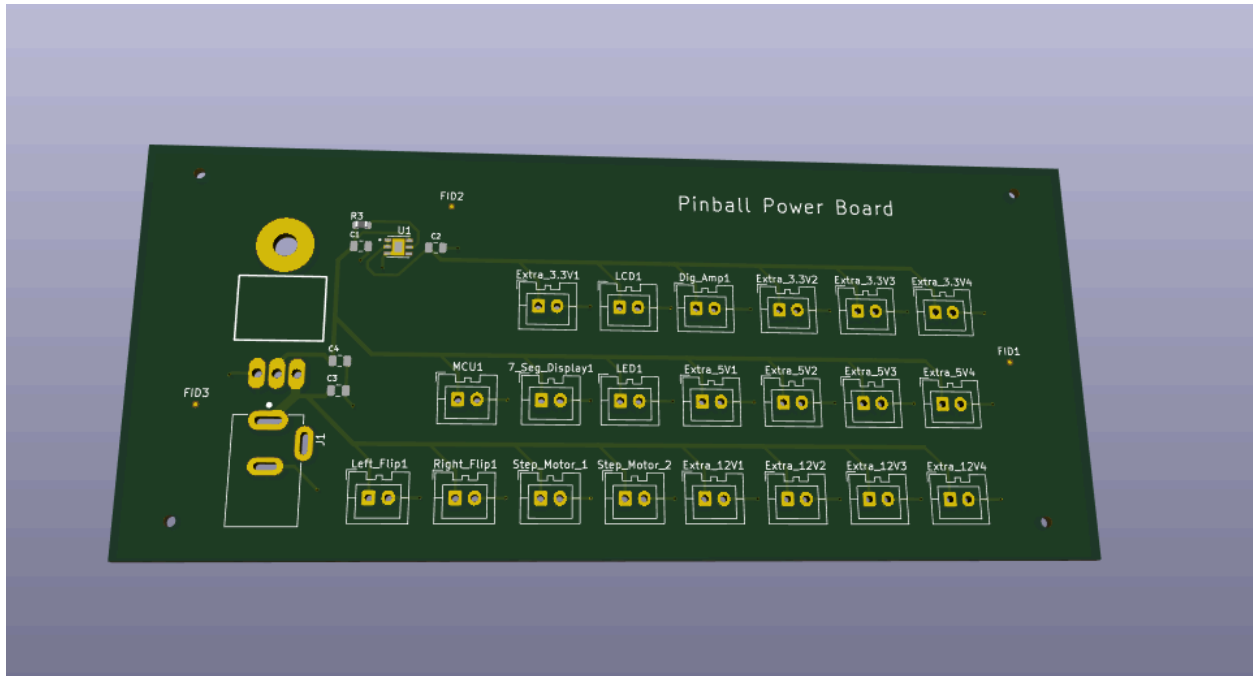 Pinball Power Board
FID2
R3
U1
C1
C2
Extra_3.3V1
LCD1
Dig_Amp1
Extra_3.3V2
Extra_3.3V3
Extra_3.3V4
FID1
C4
MCU1
7_Seg_Display1
LED1
Extra_5V1
Extra_5V2
Extra_5V3
Extra_5V4
C3
FID3
J1
Left_Flip1
Right_Flip1
Step_Motor_1
Step_Motor_2
Extra_12V1
Extra_12V2
Extra_12V3
Extra_12V4